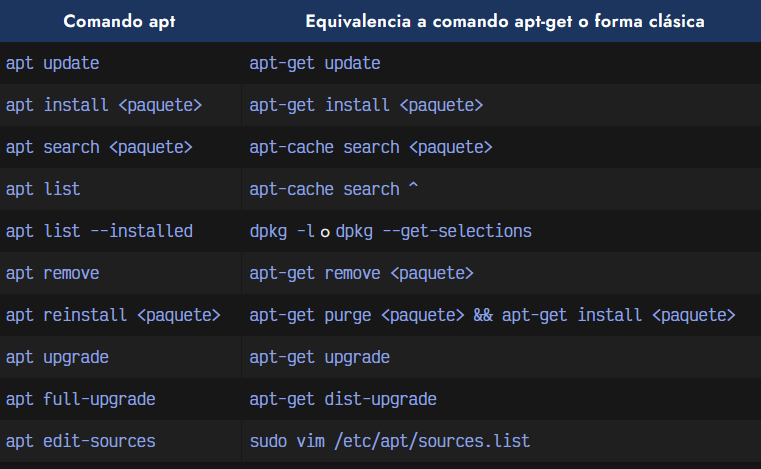 Comando apt	Equivalencia a comando apt-get o forma clásica
apt update	apt-get update
apt install <paquete>	apt-get install <paquete>
apt search <paquete>	apt-cache search <paquete>
apt list	apt-cache search ^
apt list --installed	dpkg -l o dpkg --get-selections
apt remove	apt-get remove <paquete>
apt reinstall <paquete>	apt-get purge <paquete> && apt-get install <paquete>
apt upgrade	apt-get upgrade
apt full-upgrade	apt-get dist-upgrade
apt edit-sources	sudo vim /etc/apt/sources.list